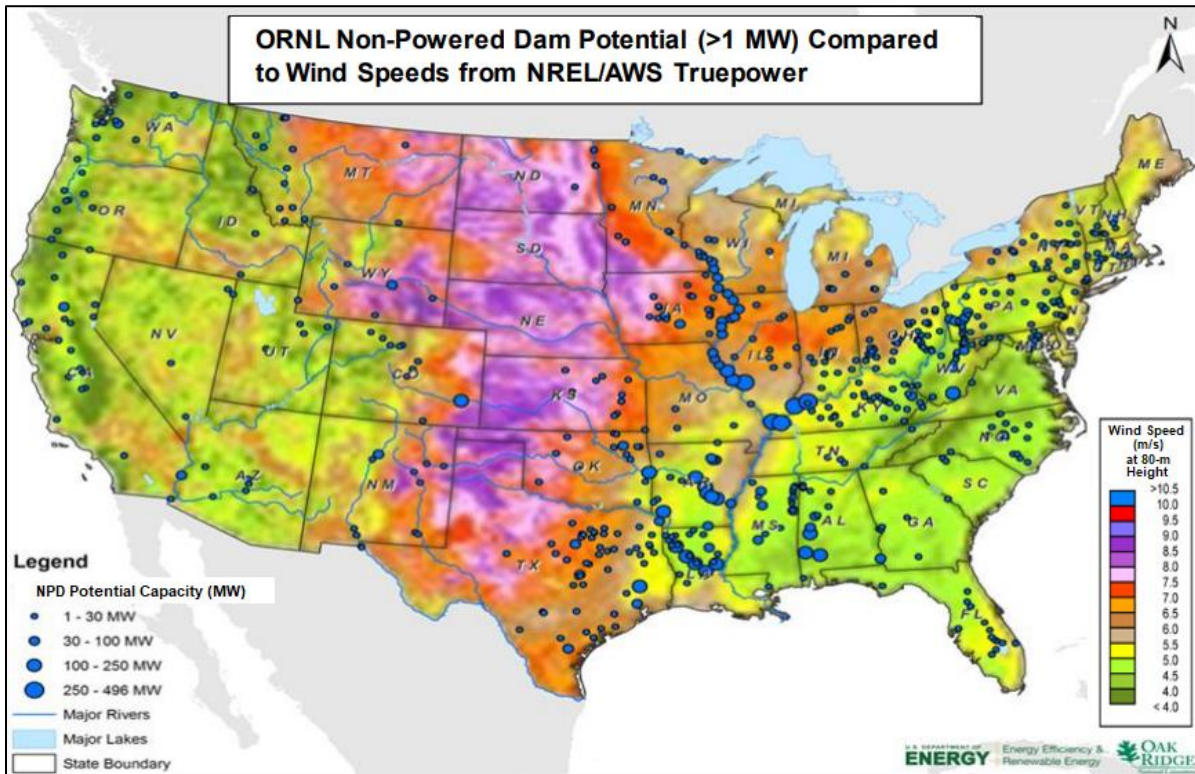 ORNL Non-Powered Dam Potential (>1 MW) Compared
to Wind Speeds from NREL/AWS Truepower
N
WA
MT
ND
MN
ME
OR
ID
SD
WI
MI
MI
VT
NH
MA
WY
IA
PA
NV
NE
IL
OH
UT
CO
KS
MO
WV
VA
CA
KY
AZ
NM
OK
TN
NC
SC
TX
MS
AL
GA
LA
FL
Legend
NPD Potential Capacity (MW)
1 - 30 MW
30 - 100 MW
100 - 250 MW
250 - 496 MW
Major Rivers
Major Lakes
State Boundary
Wind Speed
(m/s)
at 80-m
Height
>10.5
10.0
9.5
9.0
8.5
8.0
7.5
7.0
6.5
6.0
5.5
5.0
4.5
4.0
< 4.0
U.S. DEPARTMENT OF
ENERGY
Energy Efficiency &
Renewable Energy
OAK
RIDGE